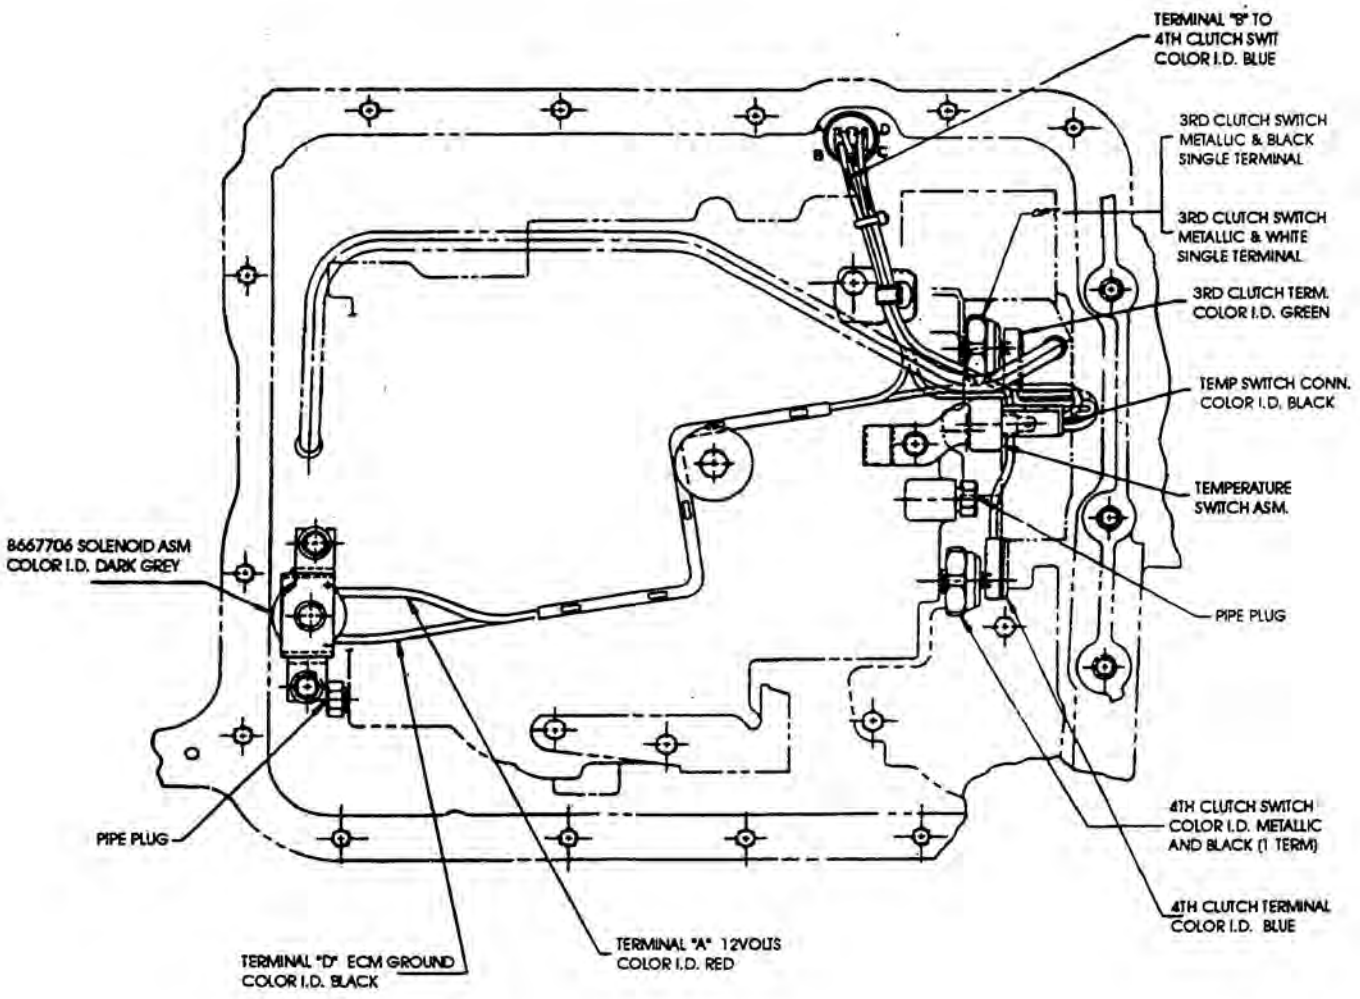 TERMINAL "B" TO
4TH CLUTCH SWIT
COLOR I.D. BLUE
3RD CLUTCH SWITCH
METALLIC & BLACK
SINGLE TERMINAL
D
B
C
3RD CLUTCH SWITCH
METALLIC & WHITE
SINGLE TERMINAL
3RD CLUTCH TERM.
COLOR I.D. GREEN
TEMP SWITCH CONN.
COLOR I.D. BLACK
TEMPERATURE
SWITCH ASM.
8667706 SOLENOID ASM
COLOR I.D. DARK GREY
PIPE PLUG
4TH CLUTCH SWITCH
COLOR I.D. METALLIC
AND BLACK (1 TERM)
PIPE PLUG
4TH CLUTCH TERMINAL
COLOR I.D. BLUE
TERMINAL "A" 12VOLTS
COLOR I.D. RED
TERMINAL "D" ECM GROUND
COLOR I.D. BLACK